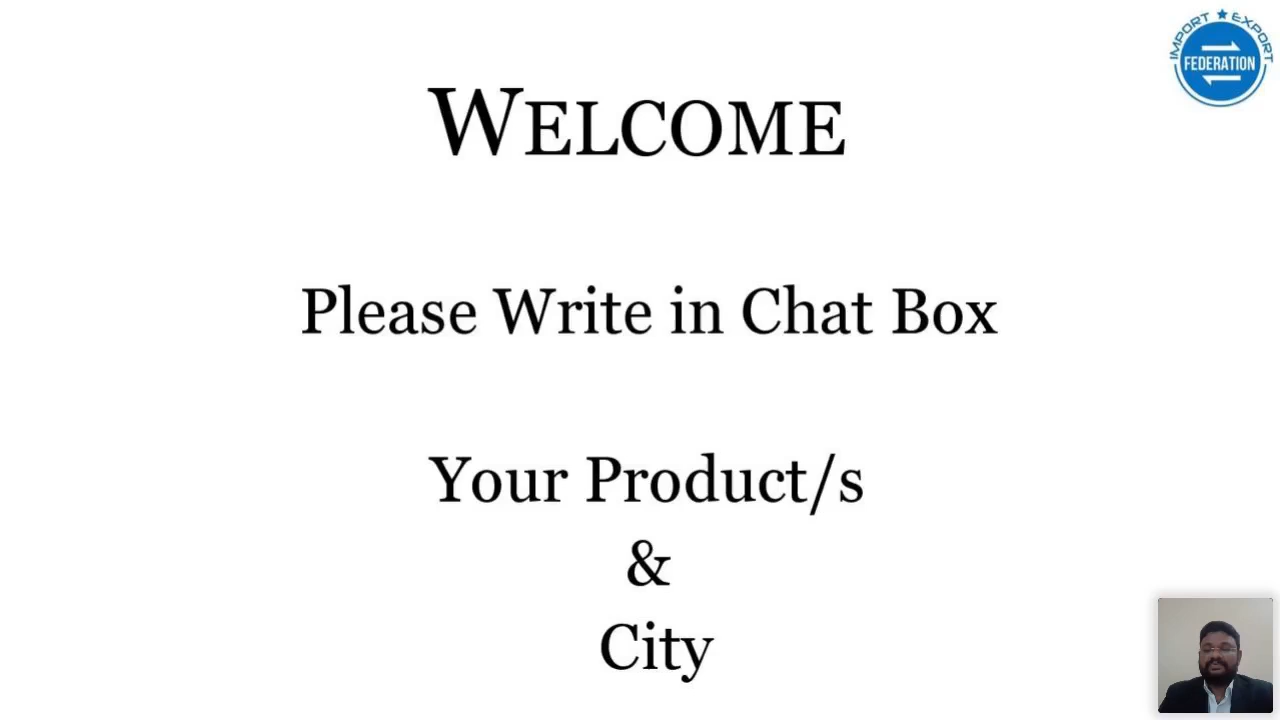 IMPORT ★ EXPORT
FEDERATION
WELCOME
Please Write in Chat Box
Your Product/s
&
City